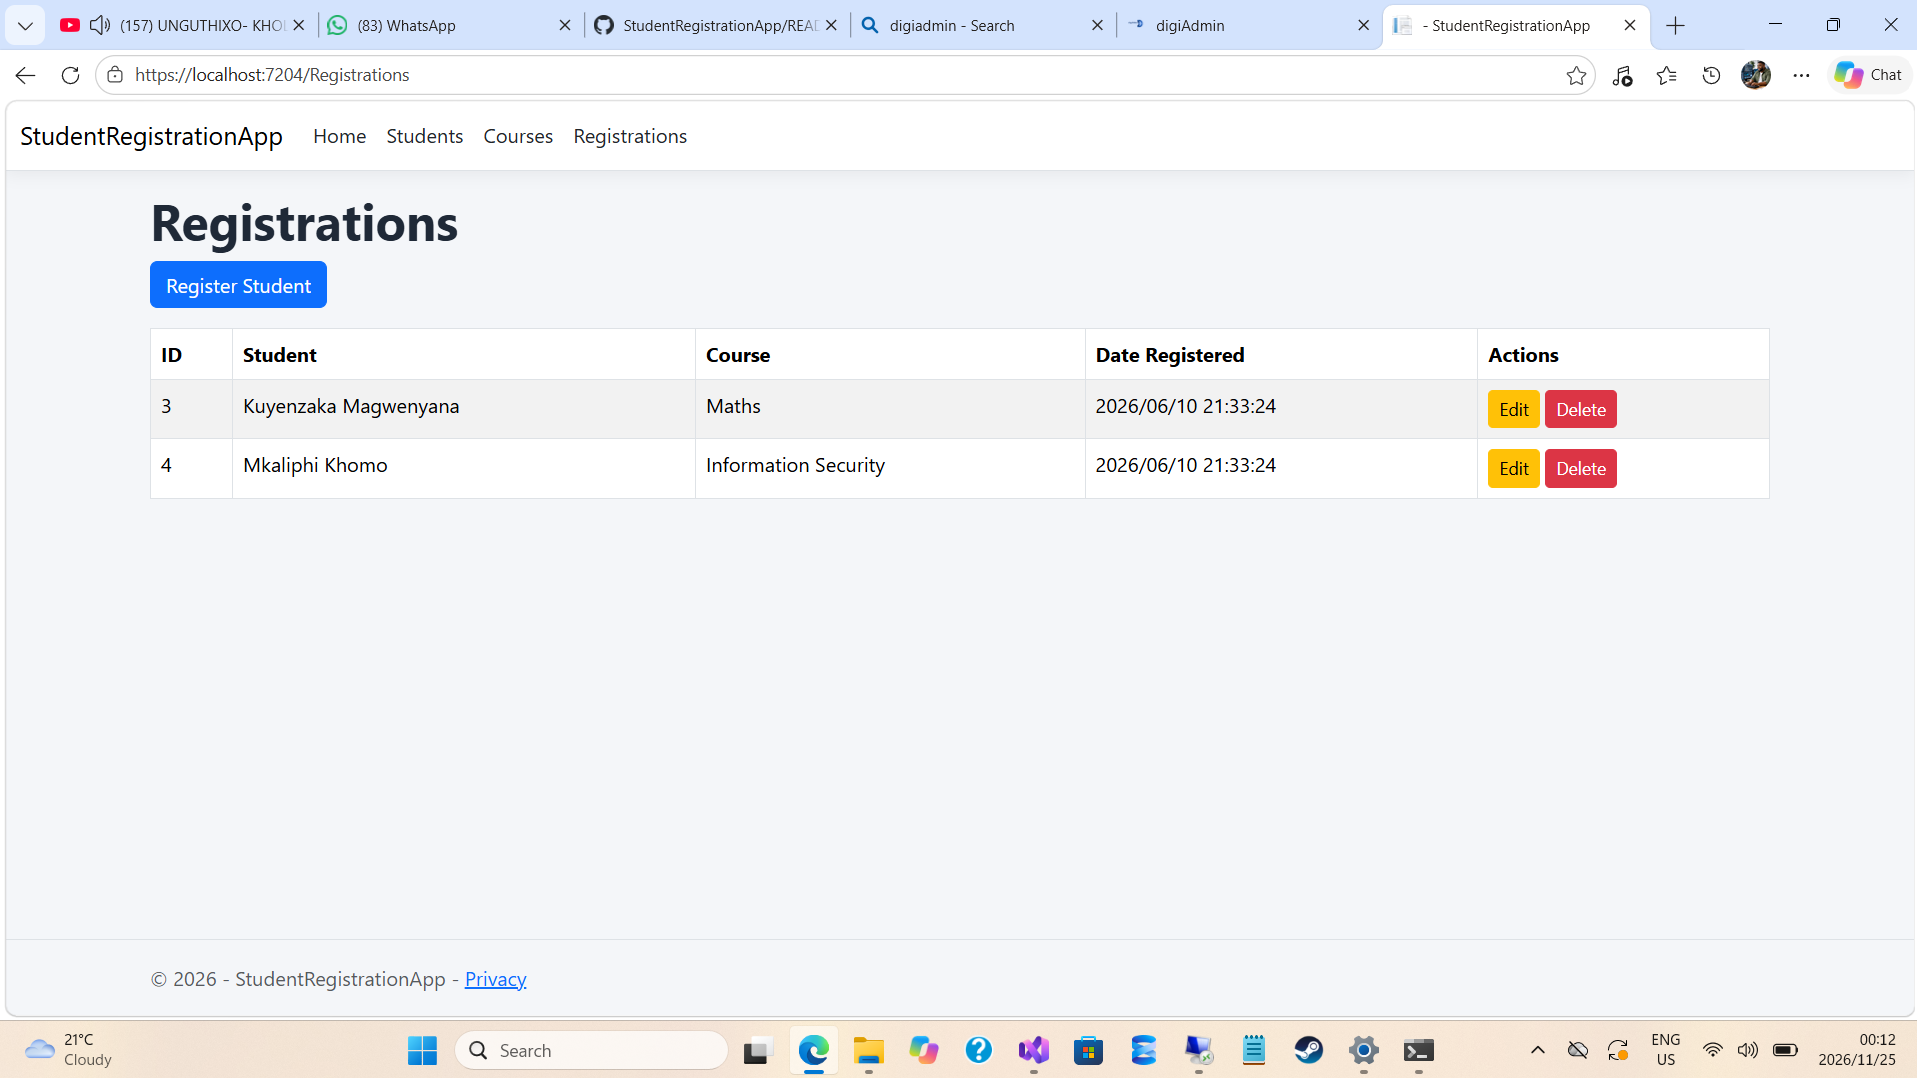 (157) UNGUTHIXO- KHOL
(83) WhatsApp
StudentRegistrationApp/READ
digiadmin - Search
digiAdmin
- StudentRegistrationApp
https://localhost:7204/Registrations
Chat
StudentRegistrationApp
Home
Students
Courses
Registrations
Registrations
Register Student
ID Student Course Date Registered Actions
3 Kuyenzaka Magwenyana Maths 2026/06/10 21:33:24 Edit Delete
4 Mkaliphi Khomo Information Security 2026/06/10 21:33:24 Edit Delete
© 2026 - StudentRegistrationApp - Privacy
21°C
Cloudy
Search
ENG
US
00:12
2026/11/25